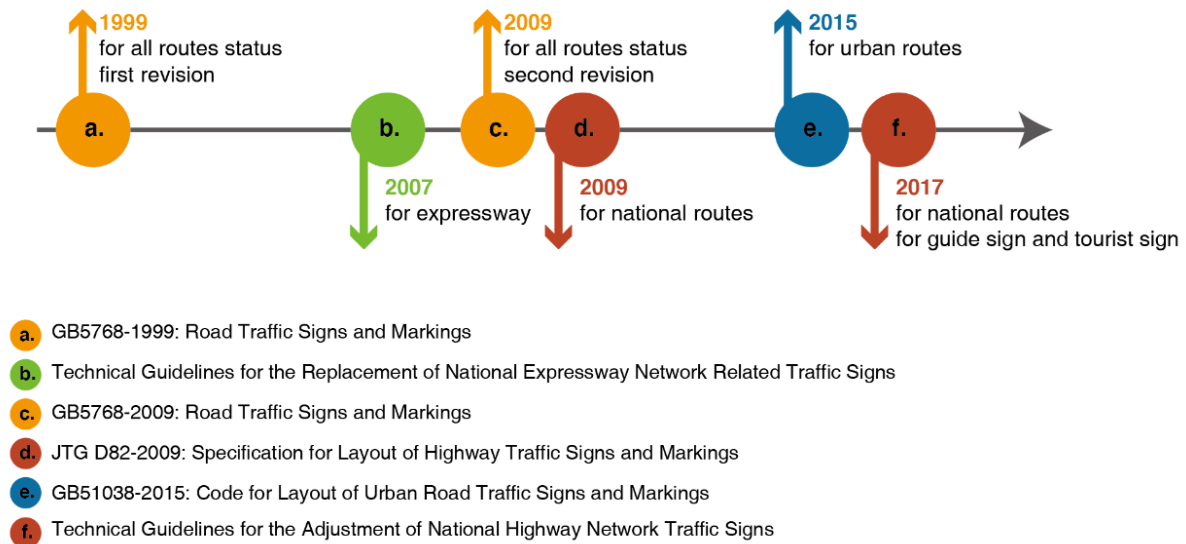 1999
for all routes status
first revision
2009
for all routes status
second revision
2015
for urban routes
a.
b.
c.
d.
e.
f.
2007
for expressway
2009
for national routes
2017
for national routes
for guide sign and tourist sign
a. GB5768-1999: Road Traffic Signs and Markings
b. Technical Guidelines for the Replacement of National Expressway Network Related Traffic Signs
c. GB5768-2009: Road Traffic Signs and Markings
d. JTG D82-2009: Specification for Layout of Highway Traffic Signs and Markings
e. GB51038-2015: Code for Layout of Urban Road Traffic Signs and Markings
f. Technical Guidelines for the Adjustment of National Highway Network Traffic Signs